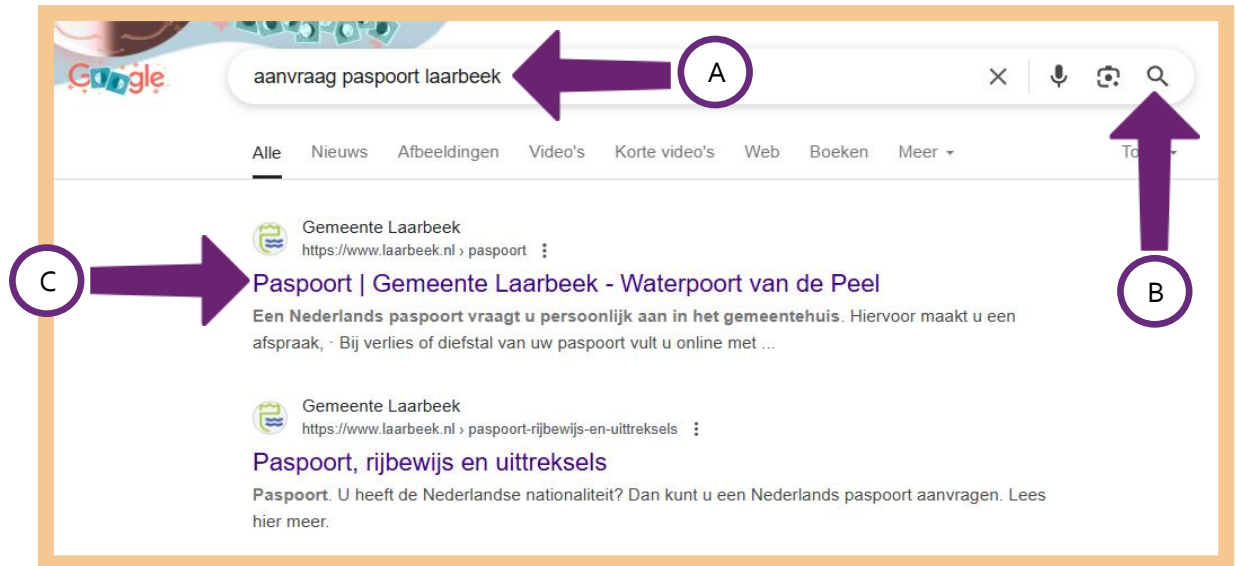 Google
aanvraag paspoort laarbeek
A
Alle Nieuws Afbeeldingen Video's Korte video's Web Boeken Meer
B
Gemeente Laarbeek
https://www.laarbeek.nl › paspoort
C
Paspoort | Gemeente Laarbeek - Waterpoort van de Peel
Een Nederlands paspoort vraagt u persoonlijk aan in het gemeentehuis. Hiervoor maakt u een
afspraak, · Bij verlies of diefstal van uw paspoort vult u online met ...
Gemeente Laarbeek
https://www.laarbeek.nl › paspoort-rijbewijs-en-uittreksels
Paspoort, rijbewijs en uittreksels
Paspoort. U heeft de Nederlandse nationaliteit? Dan kunt u een Nederlands paspoort aanvragen. Lees
hier meer.